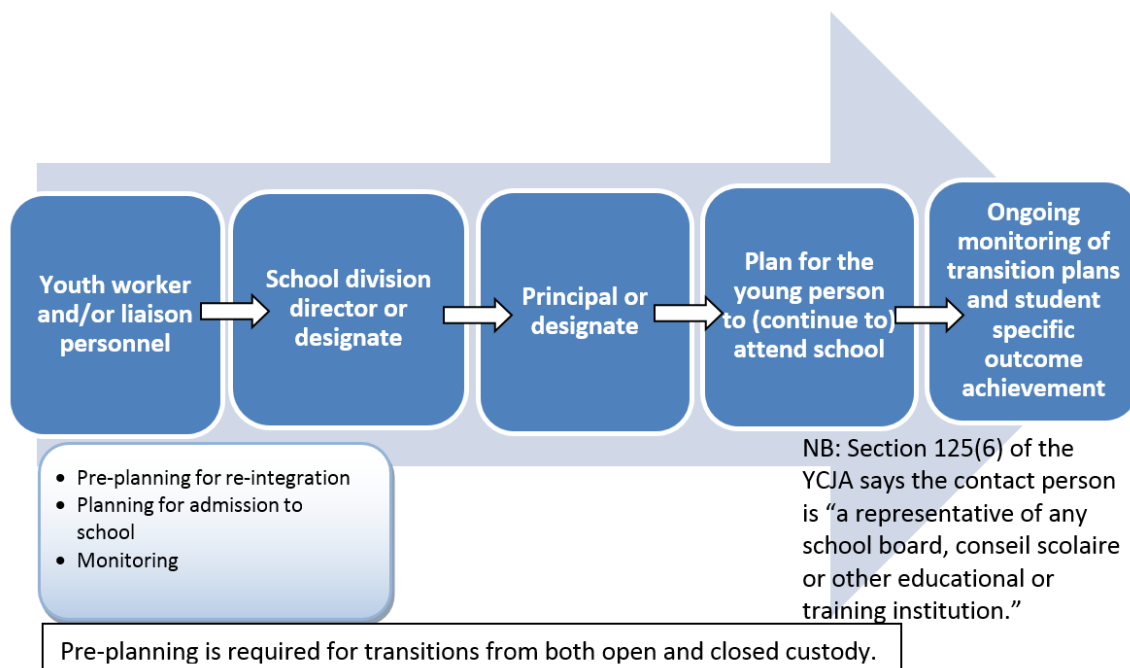 Youth worker
and/or liaison
personnel
School division
director or
designate
Principal or
designate
Plan for the
young person
to (continue to)
attend school
Ongoing
monitoring of
transition plans
and student
specific
outcome
achievement
• Pre-planning for re-integration
• Planning for admission to
school
• Monitoring
NB: Section 125(6) of the
YCJA says the contact person
is “a representative of any
school board, conseil scolaire
or other educational or
training institution.”
Pre-planning is required for transitions from both open and closed custody.